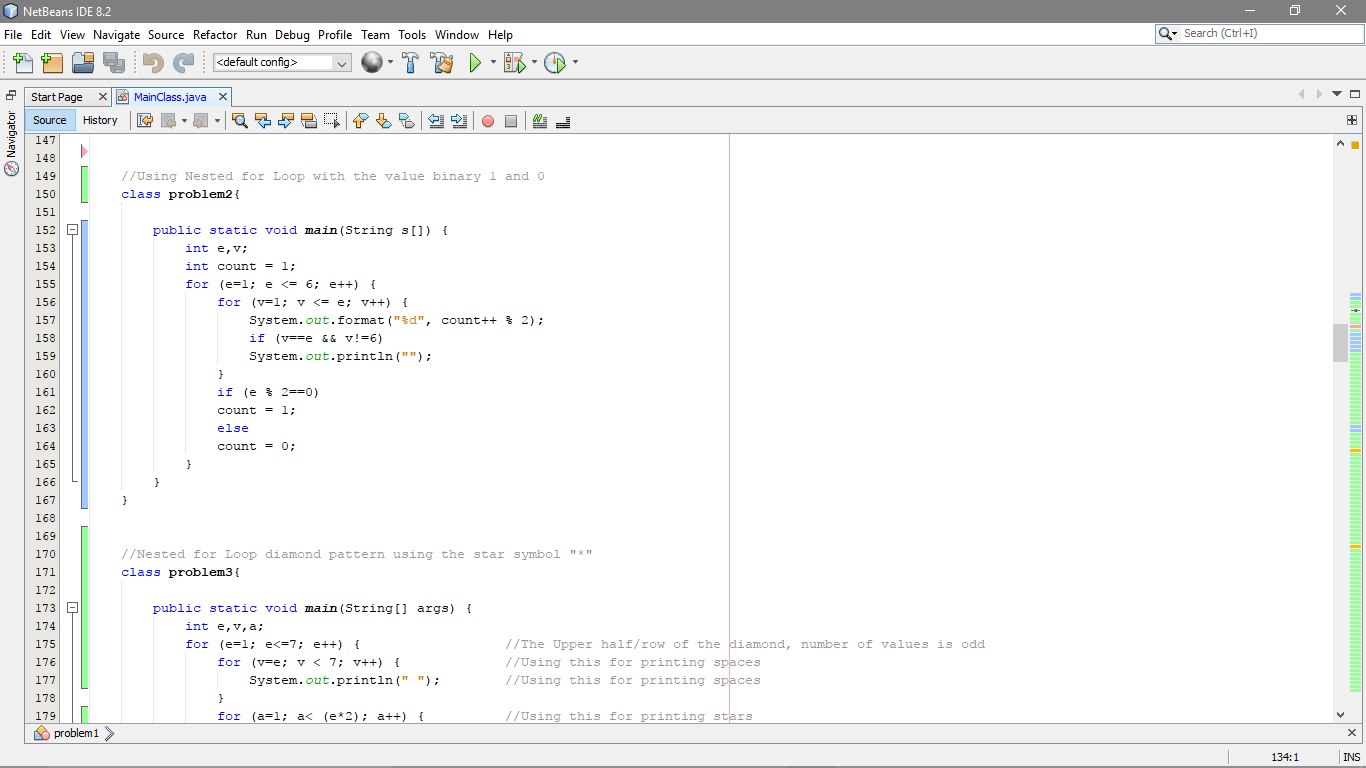 NetBeans IDE 8.2
File Edit View Navigate Source Refactor Run Debug Profile Team Tools Window Help
Search (Ctrl+I)
<default config>
Start Page
MainClass.java
Navigator
Source History
147
148
149 //Using Nested for Loop with the value binary 1 and 0
150 class problem2{
151
152 public static void main(String s[]) {
153 int e,v;
154 int count = 1;
155 for (e=1; e <= 6; e++) {
156 for (v=1; v <= e; v++) {
157 System.out.format("%d", count++ % 2);
158 if (v==e && v!=6)
159 System.out.println("");
160 }
161 if (e % 2==0)
162 count = 1;
163 else
164 count = 0;
165 }
166 }
167 }
168
169
170 //Nested for Loop diamond pattern using the star symbol "*"
171 class problem3{
172
173 public static void main(String[] args) {
174 int e,v,a;
175 for (e=1; e<=7; e++) { //The Upper half/row of the diamond, number of values is odd
176 for (v=e; v < 7; v++) { //Using this for printing spaces
177 System.out.println(" "); //Using this for printing spaces
178 }
179 for (a=1; a< (e*2); a++) { //Using this for printing stars
problem1
134:1 INS